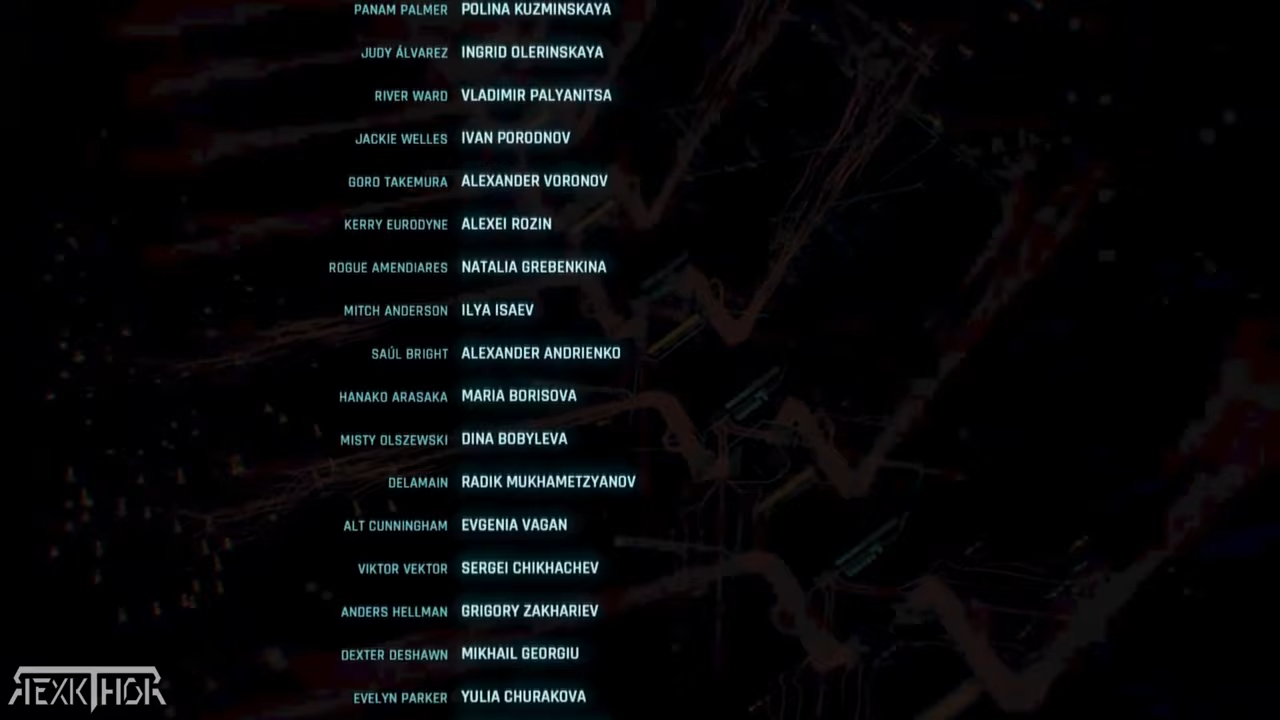 PANAM PALMER POLINA KUZMINSKAYA
JUDY ÁLVAREZ INGRID OLERINSKAYA
RIVER WARD VLADIMIR PALYANITSA
JACKIE WELLES IVAN PORODNOV
GORO TAKEMURA ALEXANDER VORONOV
KERRY EURODYNE ALEXEI ROZIN
ROGUE AMENDIARES NATALIA GREBENKINA
MITCH ANDERSON ILYA ISAEV
SAÚL BRIGHT ALEXANDER ANDRIENKO
HANAKO ARASAKA MARIA BORISOVA
MISTY OLSZEWSKI DINA BOBYLEVA
DELAMAIN RADIK MUKHAMETZYANOV
ALT CUNNINGHAM EVGENIA VAGAN
VIKTOR VEKTOR SERGEI CHIKHACHEV
ANDERS HELLMAN GRIGORY ZAKHARIEV
DEXTER DESHAWN MIKHAIL GEORGIU
EVELYN PARKER YULIA CHURAKOVA
REXKTHOR